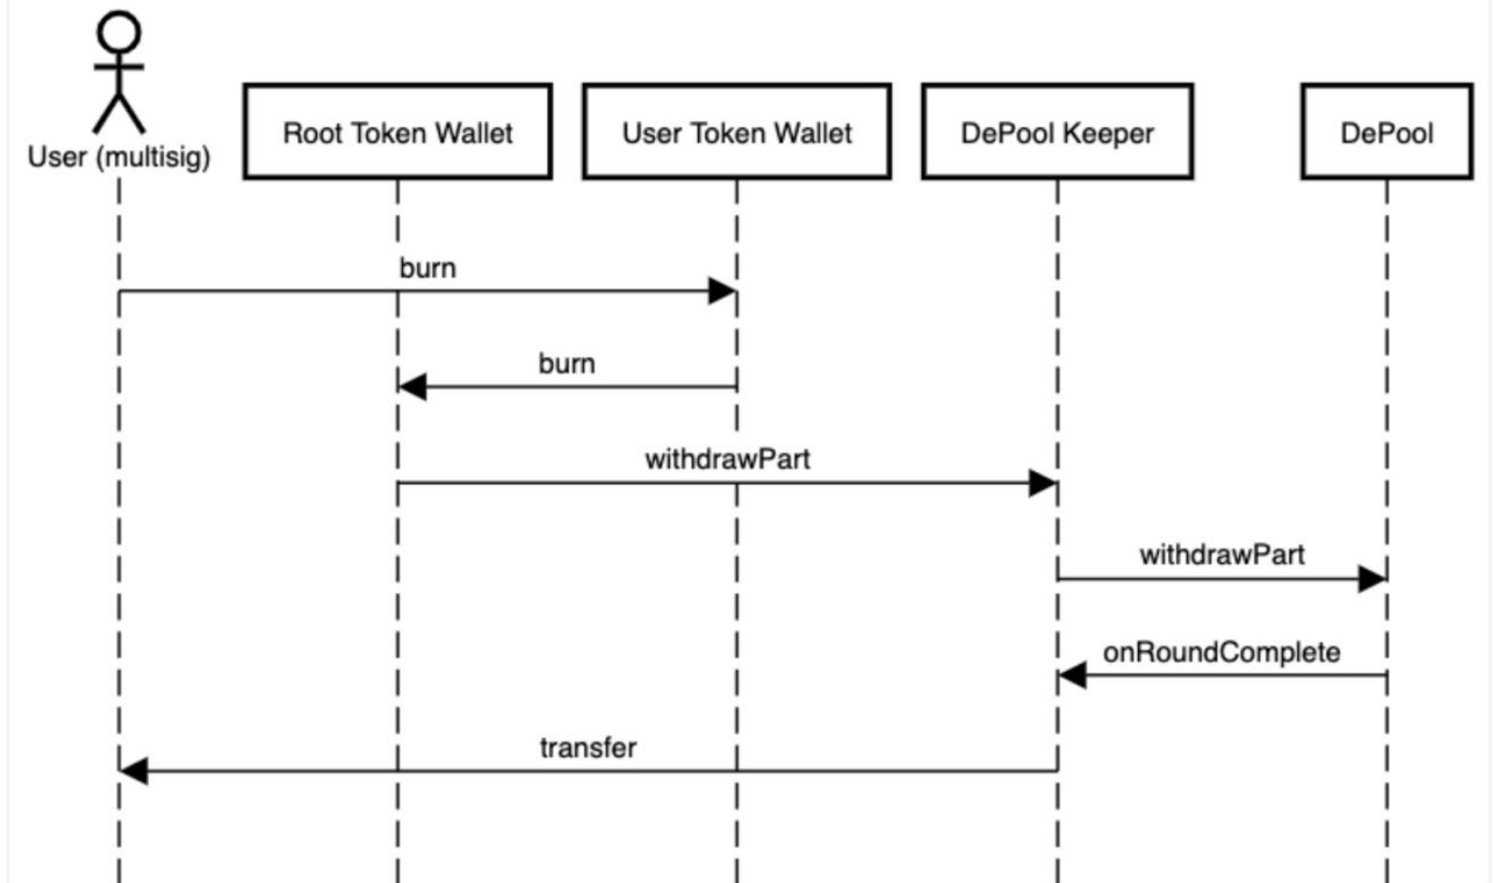 User (multisig)
Root Token Wallet
User Token Wallet
DePool Keeper
DePool
burn
burn
withdrawPart
withdrawPart
onRoundComplete
transfer